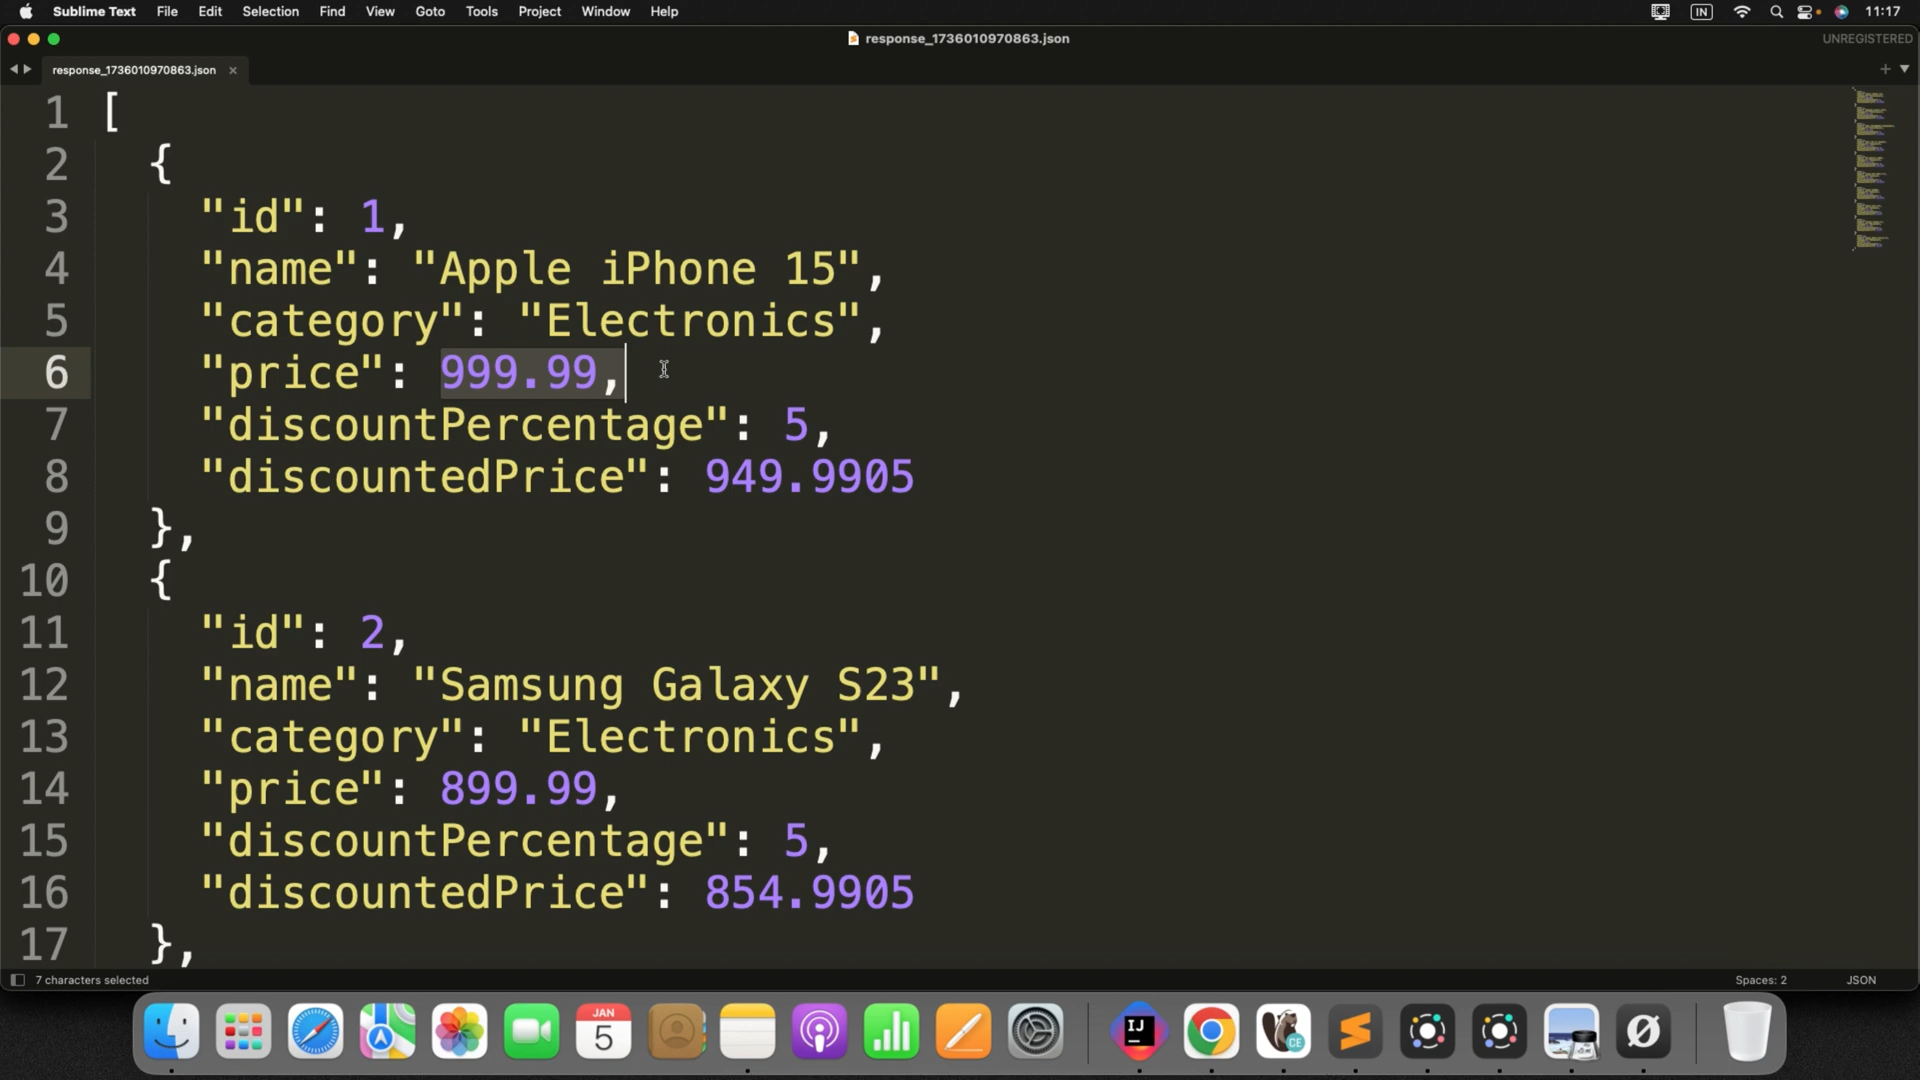 Sublime Text File Edit Selection Find View Goto Tools Project Window Help IN 11:17
response_1736010970863.json UNREGISTERED
response_1736010970863.json
1 [
2 {
3 "id": 1,
4 "name": "Apple iPhone 15",
5 "category": "Electronics",
6 "price": 999.99,
7 "discountPercentage": 5,
8 "discountedPrice": 949.9905
9 },
10 {
11 "id": 2,
12 "name": "Samsung Galaxy S23",
13 "category": "Electronics",
14 "price": 899.99,
15 "discountPercentage": 5,
16 "discountedPrice": 854.9905
17 },
7 characters selected Spaces: 2 JSON
JAN
5
IJ
CE